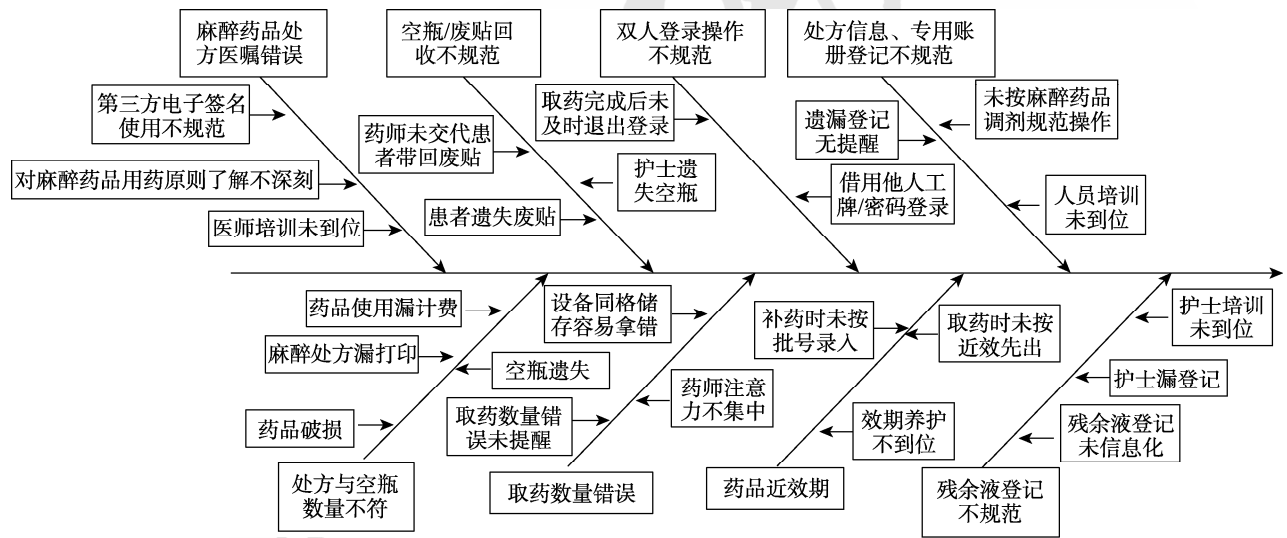 麻醉药品处
方医嘱错误
空瓶/废贴回
收不规范
双人登录操作
不规范
处方信息、专用账
册登记不规范
第三方电子签名
使用不规范
对麻醉药品用药原则了解不深刻
医师培训未到位
药师未交代患
者带回废贴
护士遗
失空瓶
患者遗失废贴
取药完成后未
及时退出登录
借用他人工
牌/密码登录
遗漏登记
无提醒
未按麻醉药品
调剂规范操作
人员培训
未到位
药品使用漏计费
麻醉处方漏打印
空瓶遗失
药品破损
处方与空瓶
数量不符
设备同格储
存容易拿错
药师注意
力不集中
取药数量错
误未提醒
取药数量错误
补药时未按
批号录入
取药时未按
近效先出
效期养护
不到位
药品近效期
护士培训
未到位
护士漏登记
残余液登记
未信息化
残余液登记
不规范